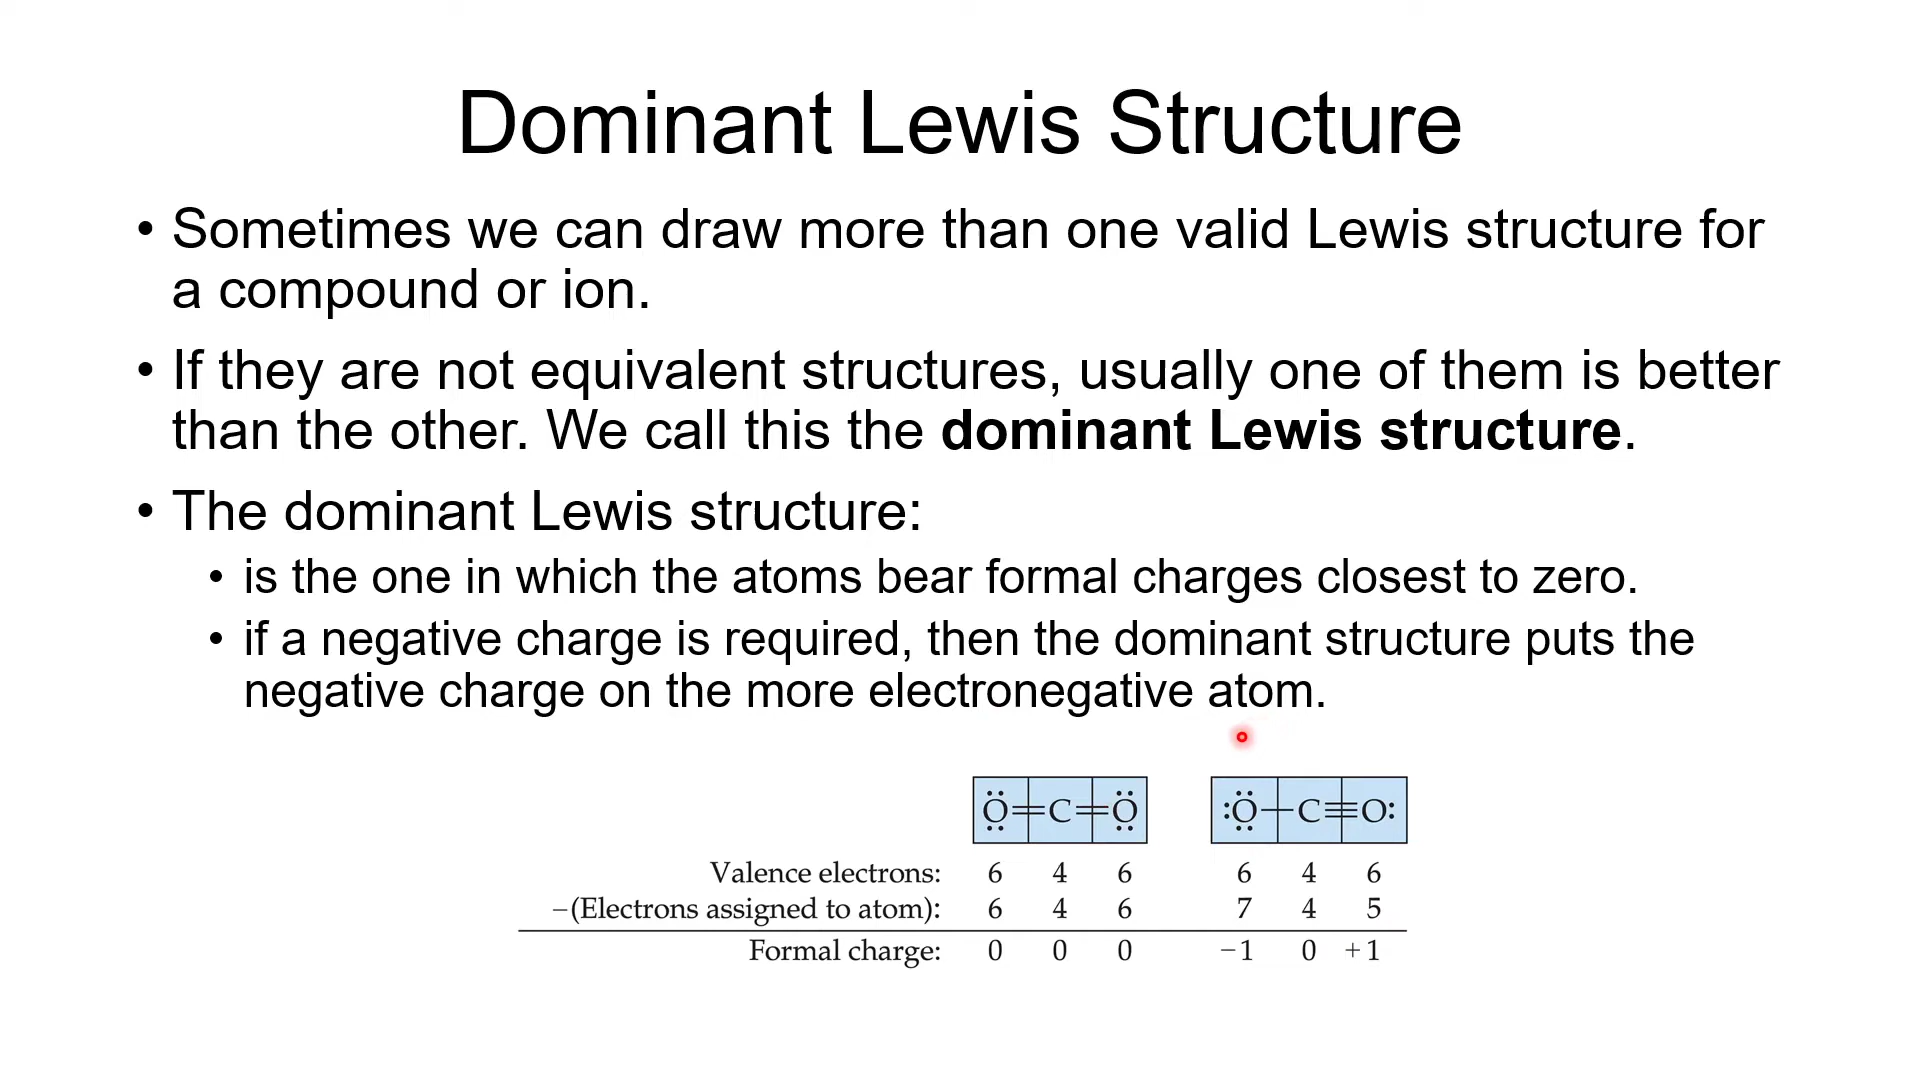 Dominant Lewis Structure
• Sometimes we can draw more than one valid Lewis structure for
a compound or ion.
• If they are not equivalent structures, usually one of them is better
than the other. We call this the dominant Lewis structure.
• The dominant Lewis structure:
• is the one in which the atoms bear formal charges closest to zero.
• if a negative charge is required, then the dominant structure puts the
negative charge on the more electronegative atom.
Ö=C=Ö :Ö—C≡O:
Valence electrons: 6 4 6 6 4 6
−(Electrons assigned to atom): 6 4 6 7 4 5
Formal charge: 0 0 0 −1 0 +1